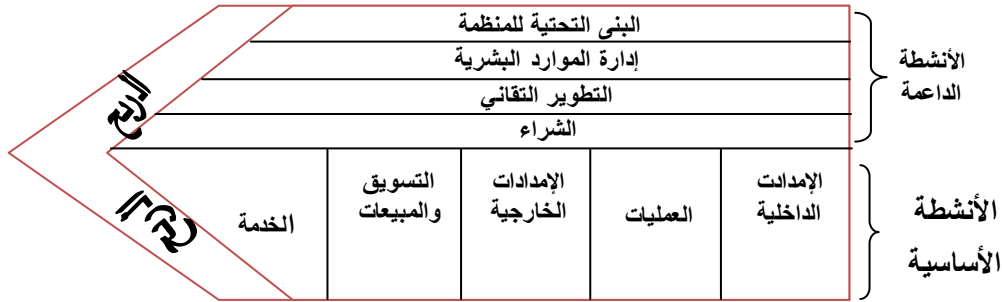 البنى التحتية للمنظمة
إدارة الموارد البشرية
التطوير التقاني
الشراء
الأنشطة
الداعمة
الربح
الإمدادت
الداخلية
العمليات
الإمدادات
الخارجية
التسويق
والمبيعات
الخدمة
الأنشطة
الأساسية
الربح